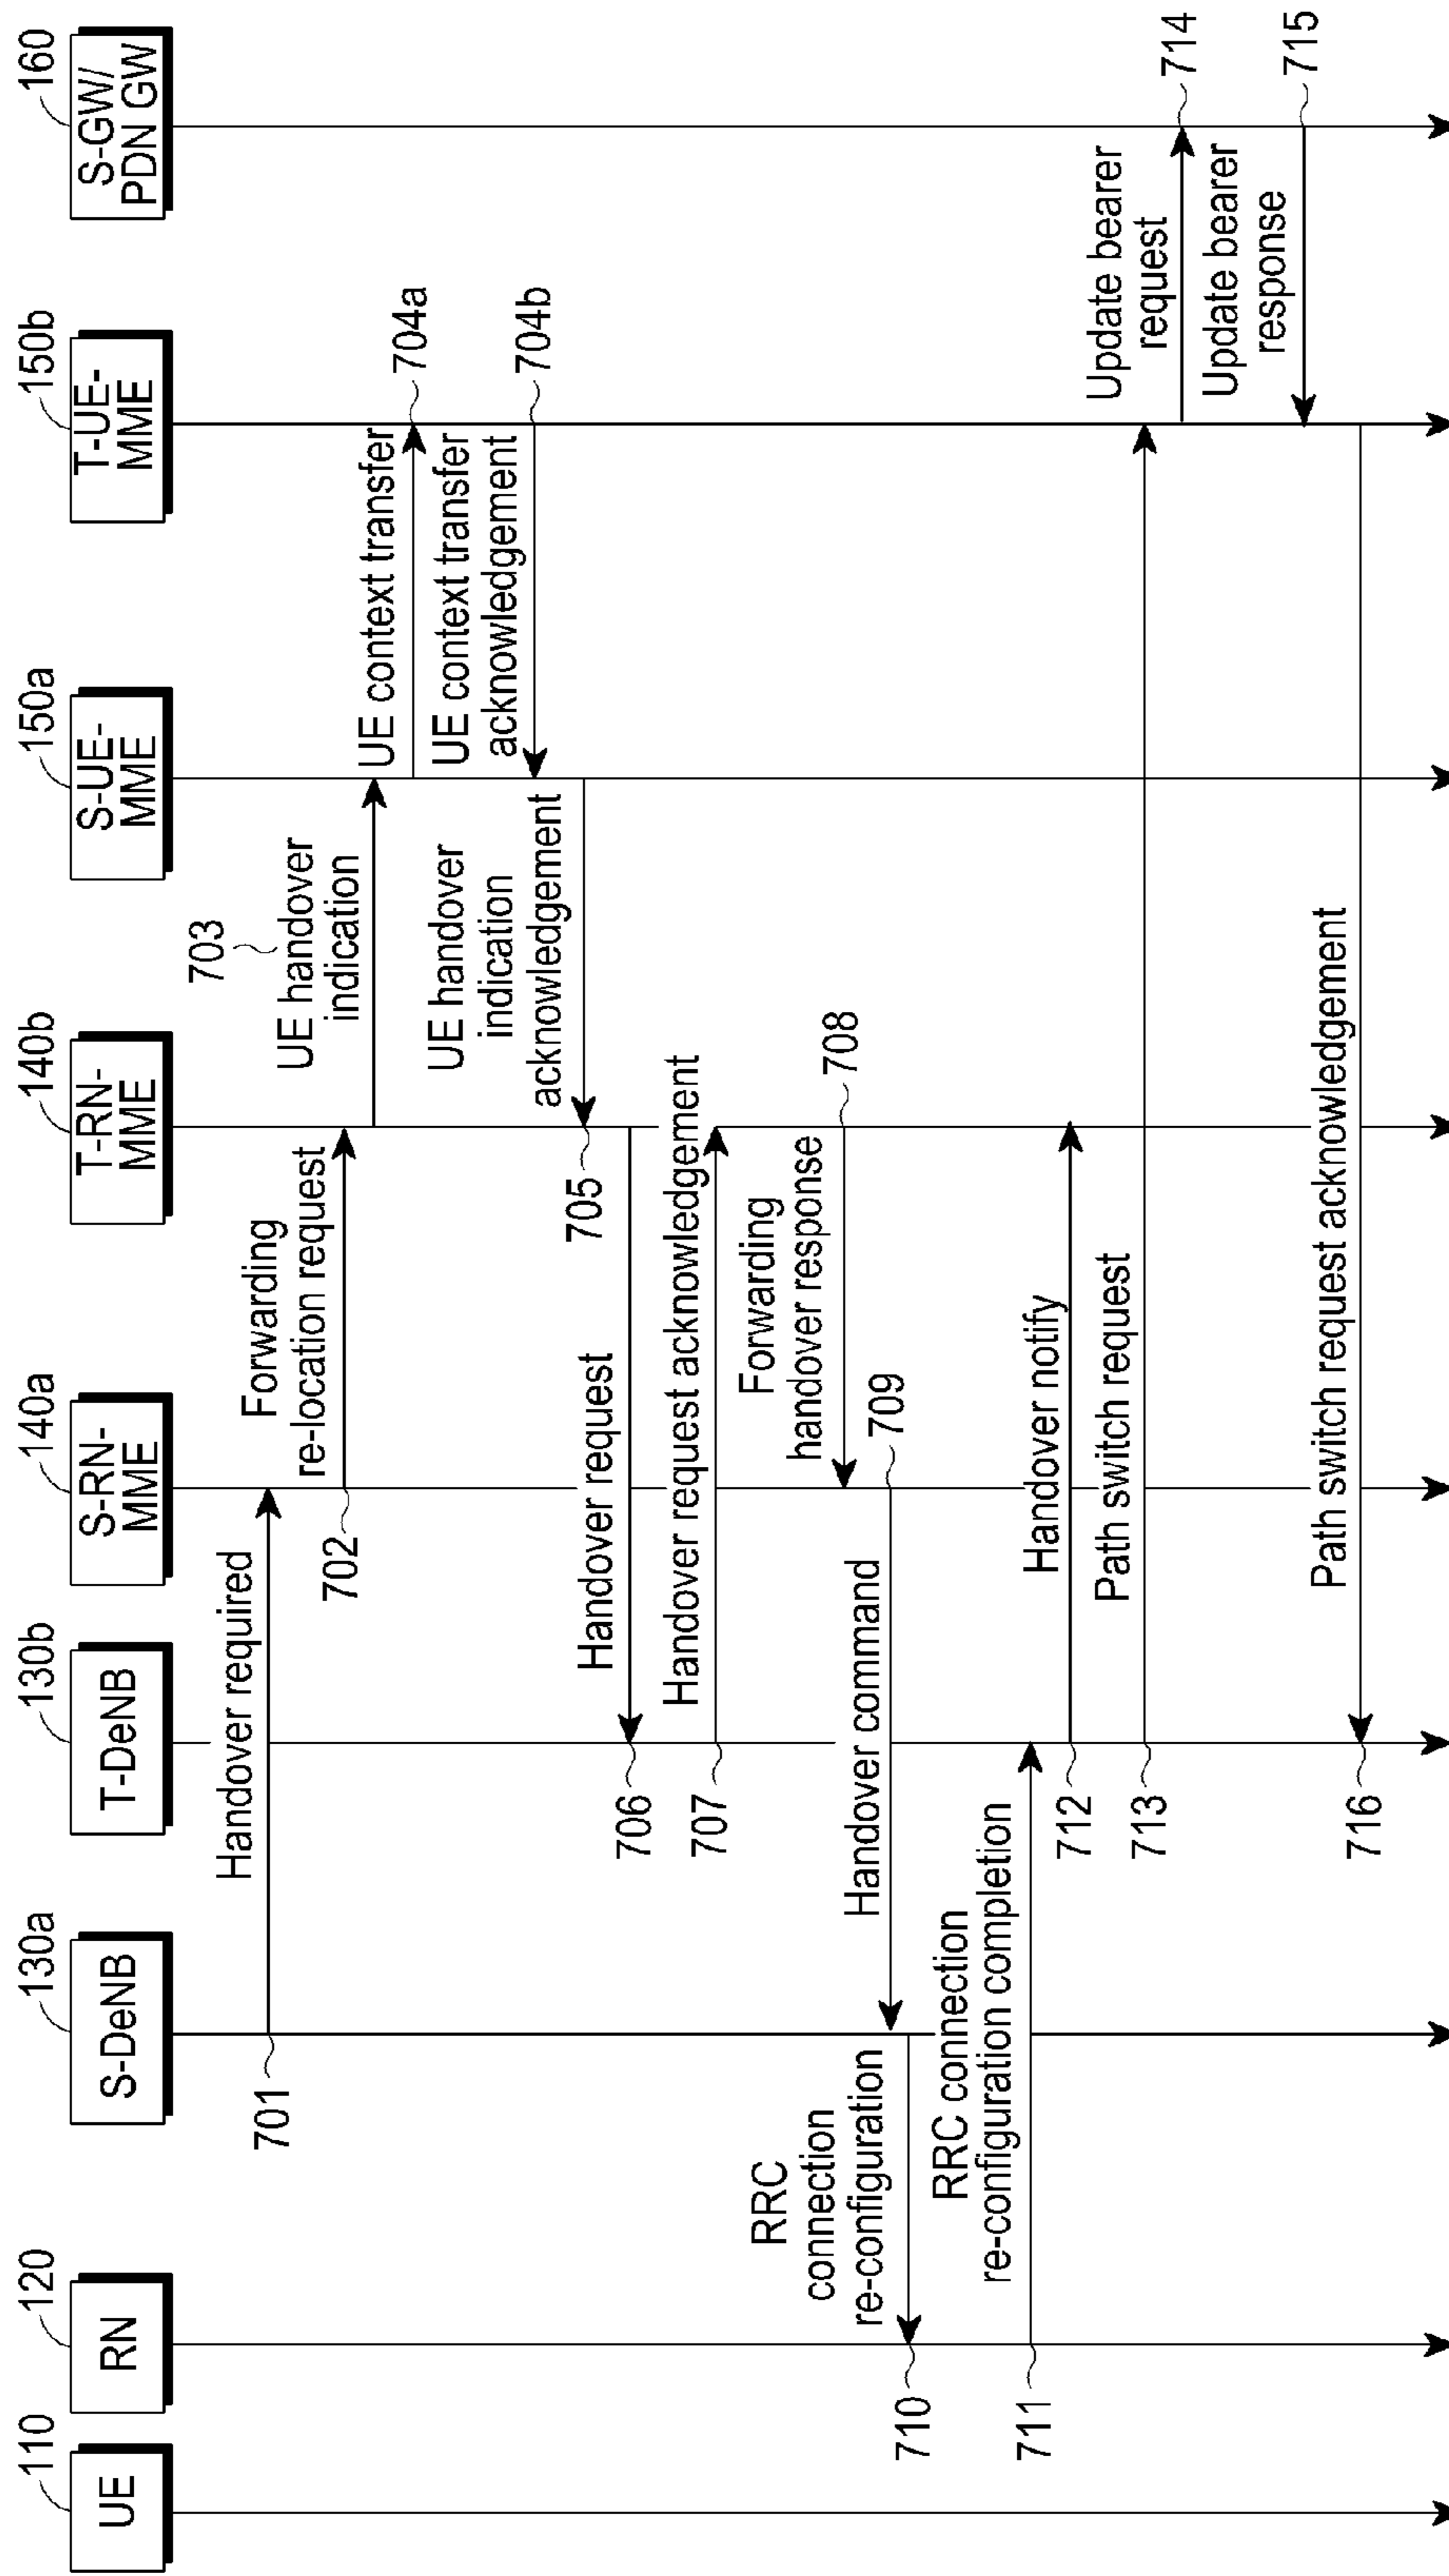 110
UE
120
RN
130a
S-DeNB
130b
T-DeNB
140a
S-RN-
MME
140b
T-RN-
MME
150a
S-UE-
MME
150b
T-UE-
MME
160
S-GW/
PDN GW
701
Handover required
702
Forwarding
re-location request
703
UE handover
indication
UE context transfer
704a
UE context transfer
acknowledgement
704b
UE handover
indication
acknowledgement
705
Handover request
706
Handover request acknowledgement
707
Forwarding
handover response
708
Handover command
709
RRC
connection
re-configuration
710
RRC connection
re-configuration completion
711
Handover notify
712
Path switch request
713
Update bearer
request
714
Update bearer
response
715
Path switch request acknowledgement
716